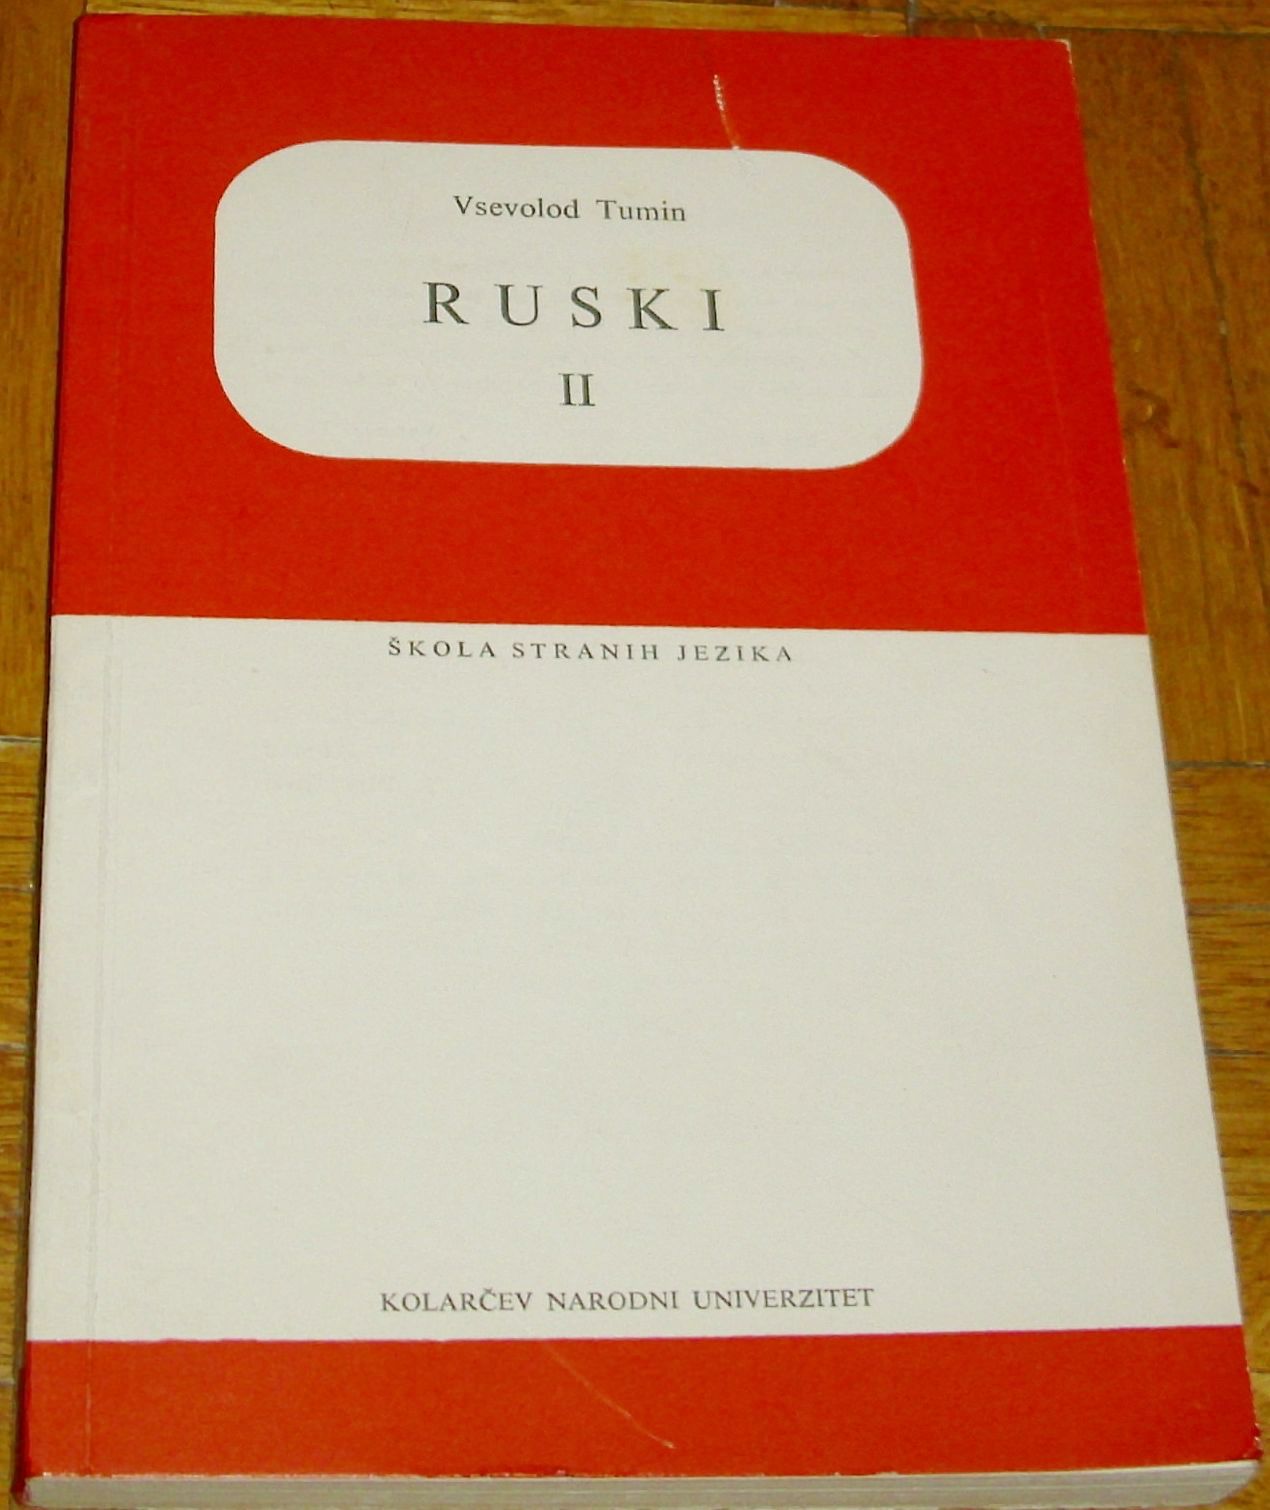 Vsevolod Tumin
RUSKI
II
ŠKOLA STRANIH JEZIKA
KOLARČEV NARODNI UNIVERZITET